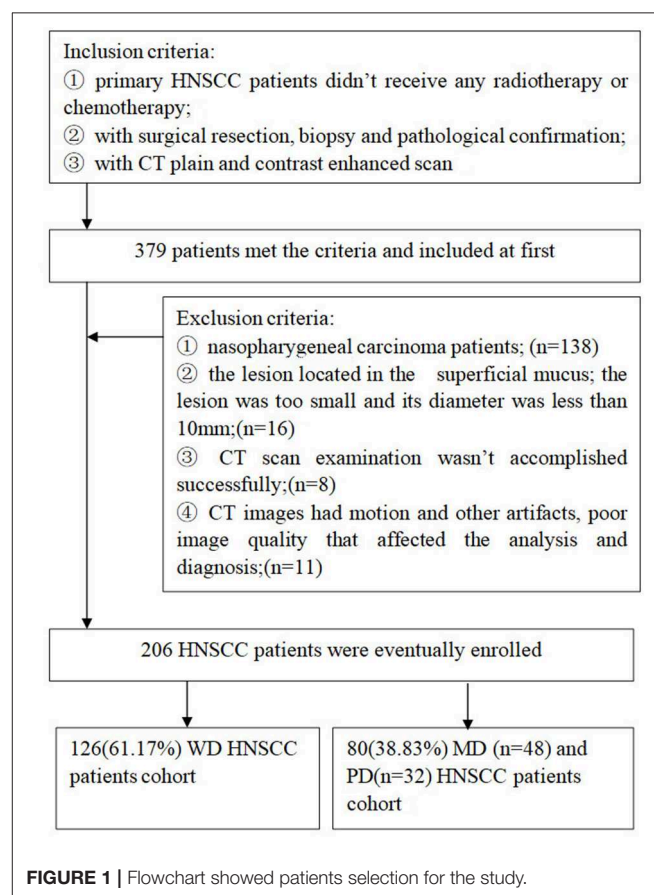 Inclusion criteria:
① primary HNSCC patients didn't receive any radiotherapy or
chemotherapy;
② with surgical resection, biopsy and pathological confirmation;
③ with CT plain and contrast enhanced scan
379 patients met the criteria and included at first
Exclusion criteria:
① nasopharygeneal carcinoma patients; (n=138)
② the lesion located in the superficial mucus; the
lesion was too small and its diameter was less than
10mm;(n=16)
③ CT scan examination wasn't accomplished
successfully;(n=8)
④ CT images had motion and other artifacts, poor
image quality that affected the analysis and
diagnosis;(n=11)
206 HNSCC patients were eventually enrolled
126(61.17%) WD HNSCC
patients cohort
80(38.83%) MD (n=48) and
PD(n=32) HNSCC patients
cohort
FIGURE 1 | Flowchart showed patients selection for the study.